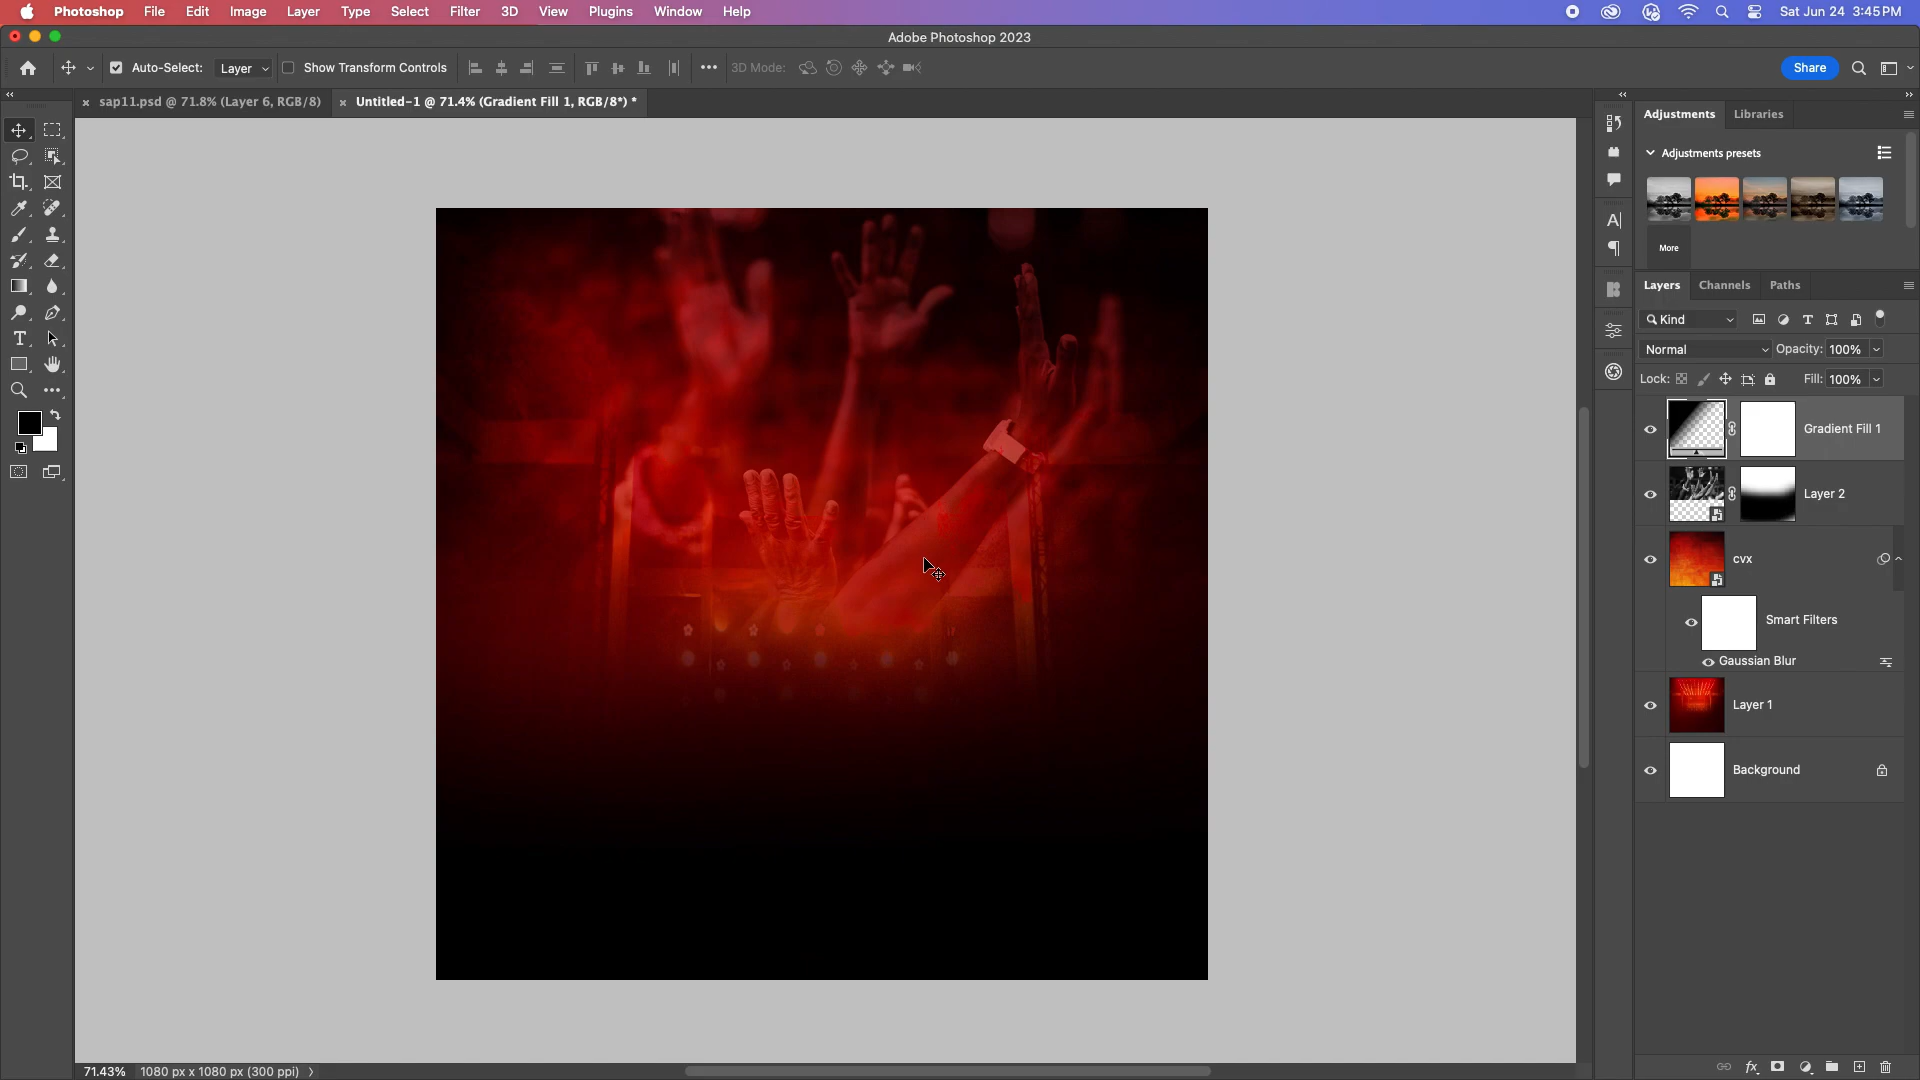 Photoshop File Edit Image Layer Type Select Filter 3D View Plugins Window Help Sat Jun 24 3:45 PM
Adobe Photoshop 2023
Auto-Select: Layer Show Transform Controls 3D Mode: Share
× sap11.psd @ 71.8% (Layer 6, RGB/8) × Untitled-1 @ 71.4% (Gradient Fill 1, RGB/8*) *
Adjustments Libraries
Adjustments presets
More
Layers Channels Paths
Kind
Normal Opacity: 100%
Lock: Fill: 100%
Gradient Fill 1
Layer 2
cvx
Smart Filters
Gaussian Blur
Layer 1
Background
71.43% 1080 px x 1080 px (300 ppi)